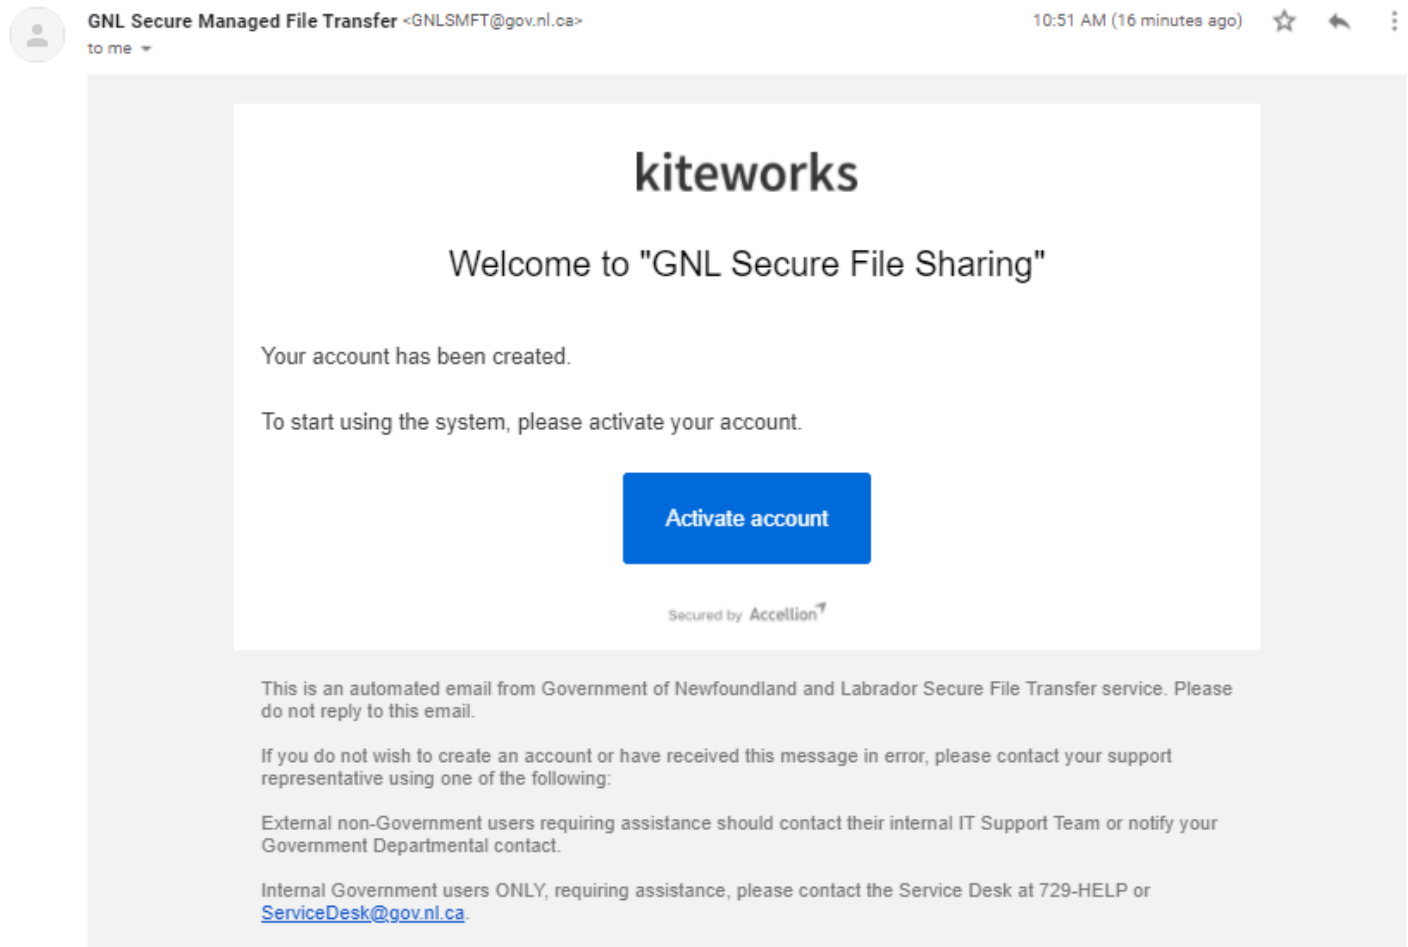 GNL Secure Managed File Transfer <GNLSMFT@gov.nl.ca> 10:51 AM (16 minutes ago)
to me
kiteworks
Welcome to "GNL Secure File Sharing"
Your account has been created.
To start using the system, please activate your account.
Activate account
Secured by Accellion
This is an automated email from Government of Newfoundland and Labrador Secure File Transfer service. Please
do not reply to this email.
If you do not wish to create an account or have received this message in error, please contact your support
representative using one of the following:
External non-Government users requiring assistance should contact their internal IT Support Team or notify your
Government Departmental contact.
Internal Government users ONLY, requiring assistance, please contact the Service Desk at 729-HELP or
ServiceDesk@gov.nl.ca.